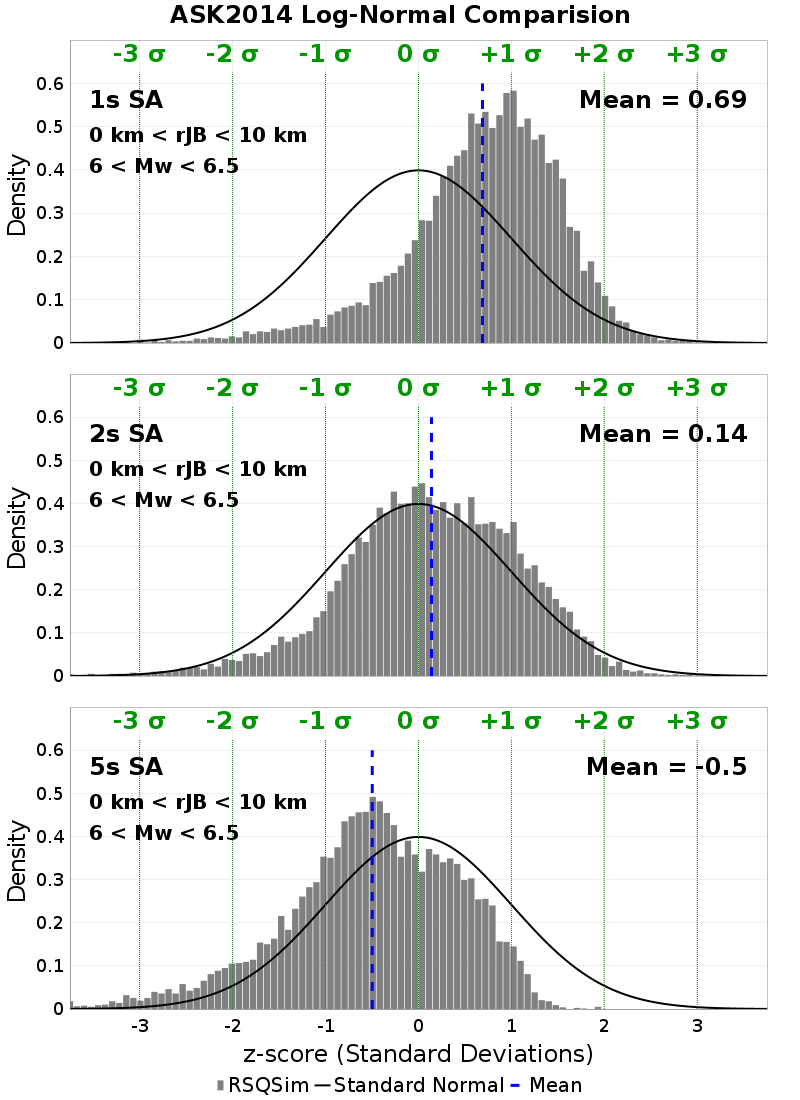 ASK2014 Log-Normal Comparision
-3 σ -2 σ -1 σ 0 σ +1 σ +2 σ +3 σ
1s SA
Mean = 0.69
0 km < rJB < 10 km
6 < Mw < 6.5
0.6
0.5
0.4
0.3
0.2
0.1
0
Density
-3 σ -2 σ -1 σ 0 σ +1 σ +2 σ +3 σ
2s SA
Mean = 0.14
0 km < rJB < 10 km
6 < Mw < 6.5
0.6
0.5
0.4
0.3
0.2
0.1
0
Density
-3 σ -2 σ -1 σ 0 σ +1 σ +2 σ +3 σ
5s SA
Mean = -0.5
0 km < rJB < 10 km
6 < Mw < 6.5
0.6
0.5
0.4
0.3
0.2
0.1
0
Density
-3 -2 -1 0 1 2 3
z-score (Standard Deviations)
RSQSim Standard Normal Mean